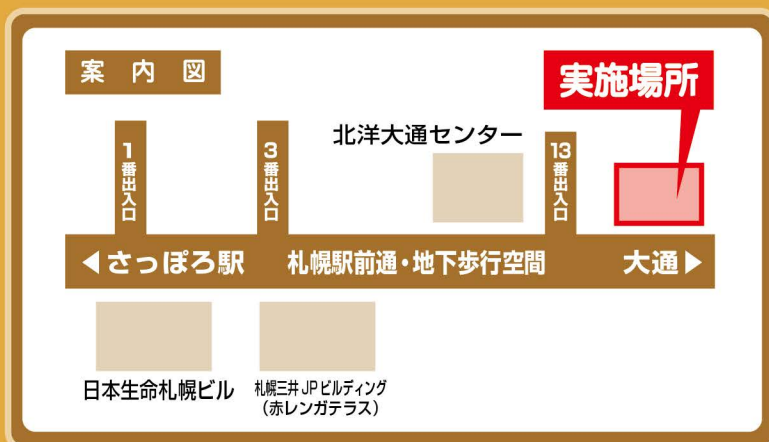 案内図
実施場所
北洋大通センター
1番出入口
3番出入口
13番出入口
◀さっぽろ駅
札幌駅前通・地下歩行空間
大通▶
日本生命札幌ビル
札幌三井JPビルディング
(赤レンガテラス)